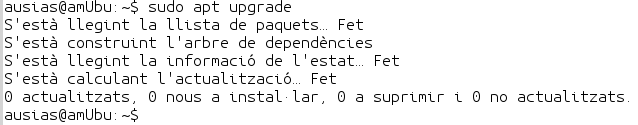 ausias@amUbu:~$ sudo apt upgrade
S'està llegint la llista de paquets… Fet
S'està construint l'arbre de dependències
S'està llegint la informació de l'estat… Fet
S'està calculant l'actualització… Fet
0 actualitzats, 0 nous a instal·lar, 0 a suprimir i 0 no actualitzats.
ausias@amUbu:~$